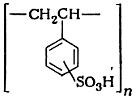 —CH₂CH—
SO₃H'
n